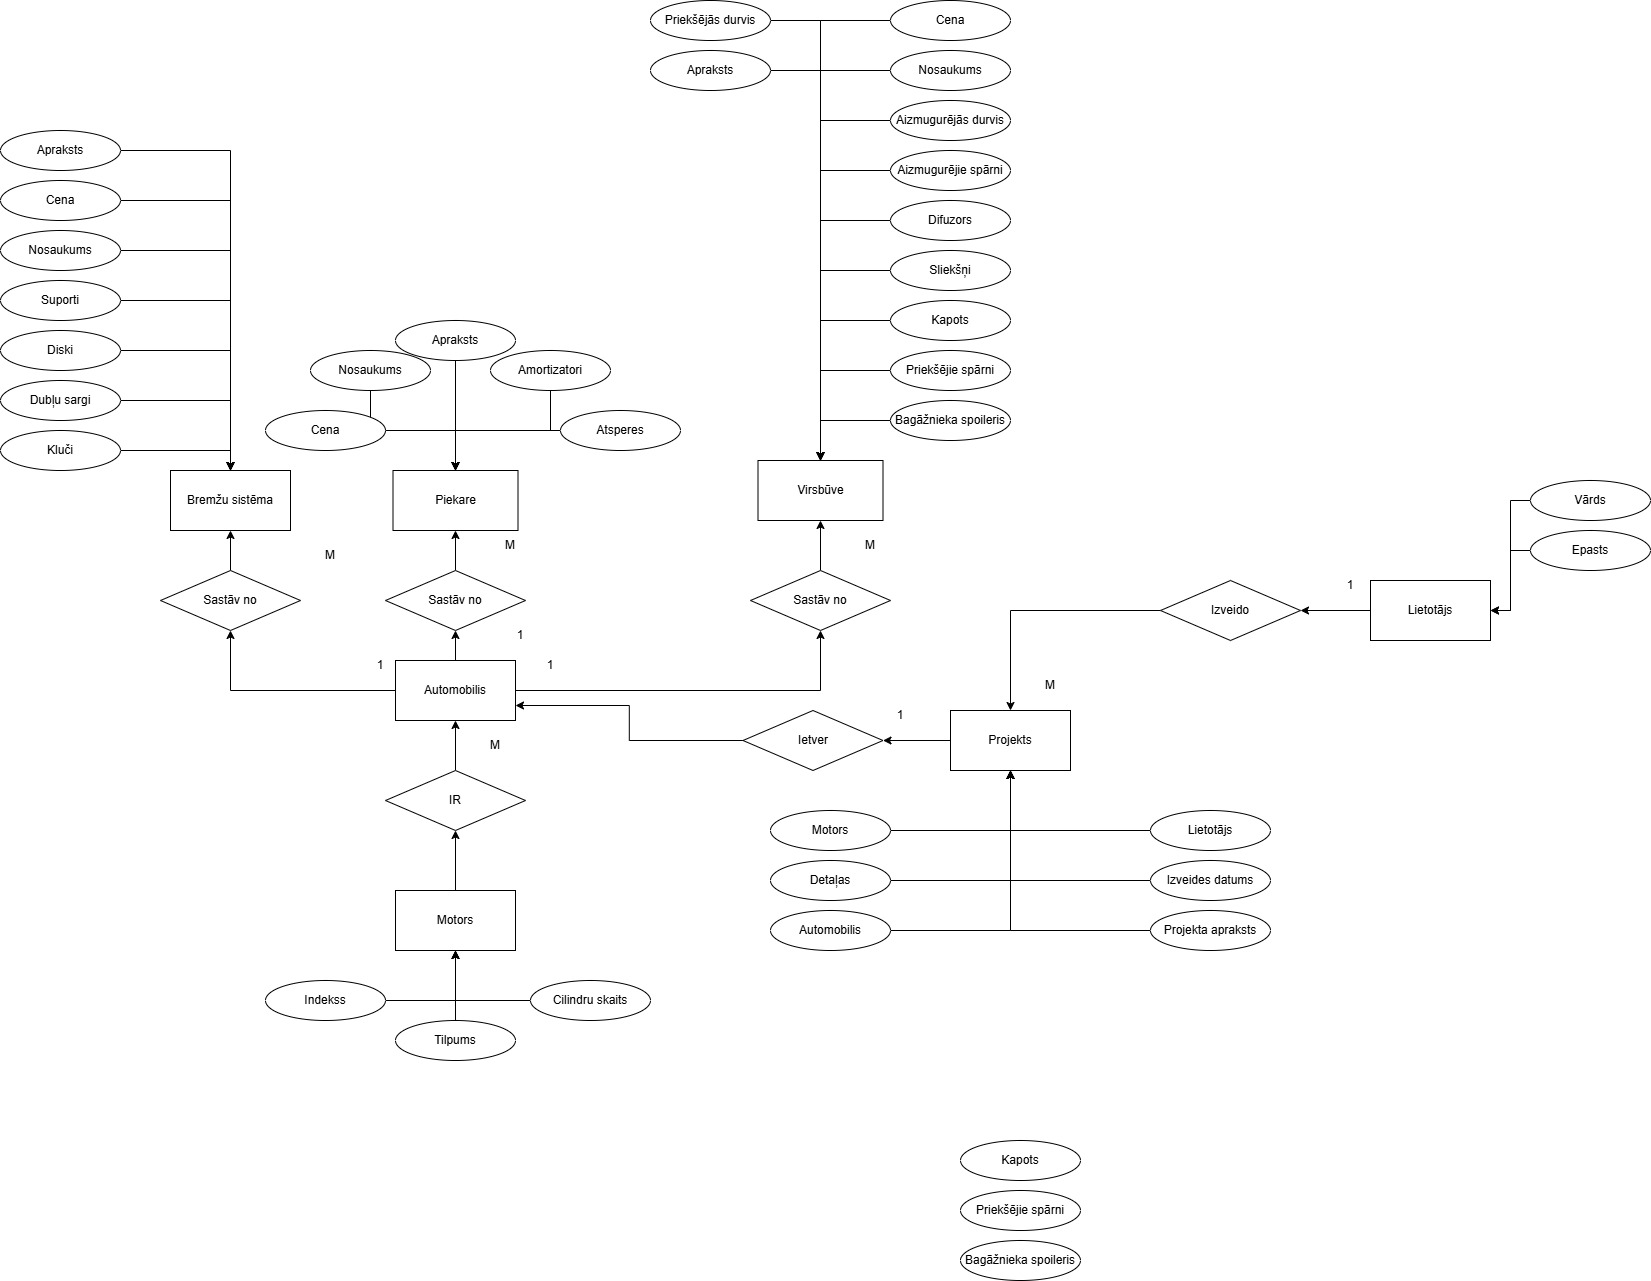 Priekšējās durvis
Cena
Apraksts
Nosaukums
Aizmugurējās durvis
Apraksts
Aizmugurējie spārni
Cena
Difuzors
Nosaukums
Sliekšņi
Suporti
Kapots
Apraksts
Diski
Nosaukums
Amortizatori
Priekšējie spārni
Dubļu sargi
Bagāžnieka spoileris
Cena
Atsperes
Kluči
Bremžu sistēma
Piekare
Virsbūve
Vārds
M
M
M
Epasts
Sastāv no
Sastāv no
Sastāv no
1
Izveido
Lietotājs
1
1
1
Automobilis
M
1
M
Ietver
Projekts
IR
Motors
Lietotājs
Detaļas
Izveides datums
Motors
Automobilis
Projekta apraksts
Indekss
Cilindru skaits
Tilpums
Kapots
Priekšējie spārni
Bagāžnieka spoileris